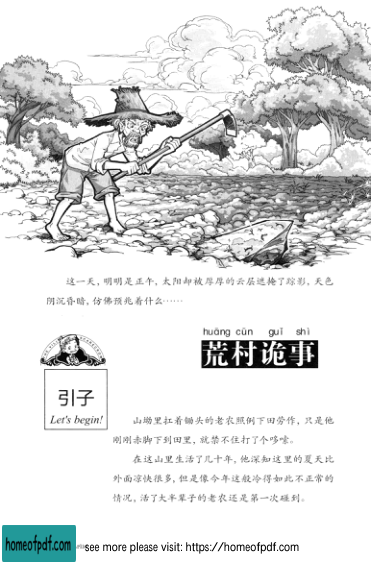 这一天，明明是正午，太阳却被厚厚的云层遮掩了踪影，天色
阴沉昏暗，仿佛预兆着什么……
huāng cūn guǐ shì
荒村诡事
引子
Let's begin!
山坳里扛着锄头的老农照例下田劳作，只是他
刚刚赤脚下到田里，就禁不住打了个哆嗦。
在这山里生活了几十年，他深知这里的夏天比
外面凉快很多，但是像今年这般冷得如此不正常的
情况，活了大半辈子的老农还是第一次碰到。
homeofpdf.com
see more please visit: https://homeofpdf.com